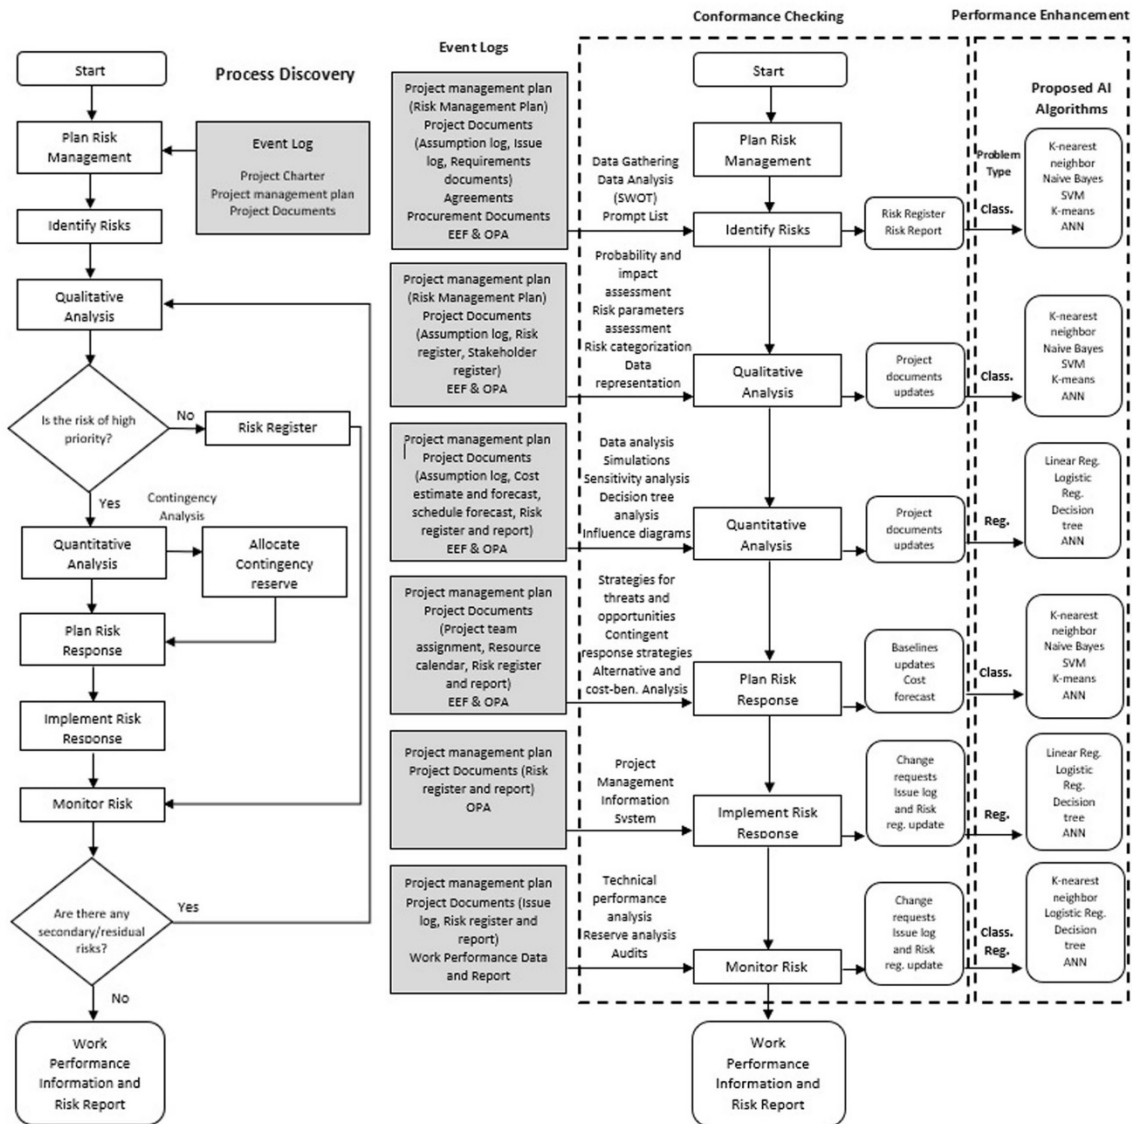 Conformance Checking
Performance Enhancement
Process Discovery
Event Logs
Start
Plan Risk
Management
Event Log
Project Charter
Project management plan
Project Documents
Identify Risks
Qualitative
Analysis
Is the risk of high
priority?
No
Risk Register
Yes
Contingency
Analysis
Quantitative
Analysis
Allocate
Contingency
reserve
Plan Risk
Response
Implement Risk
Response
Monitor Risk
Are there any
secondary/residual
risks?
Yes
No
Work
Performance
Information and
Risk Report
Project management plan
(Risk Management Plan)
Project Documents
(Assumption log, Issue
log, Requirements
documents)
Agreements
Procurement Documents
EEF & OPA
Project management plan
(Risk Management Plan)
Project Documents
(Assumption log, Risk
register, Stakeholder
register)
EEF & OPA
Project management plan
Project Documents
(Assumption log, Cost
estimate and forecast,
schedule forecast, Risk
register and report)
EEF & OPA
Project management plan
Project Documents
(Project team
assignment, Resource
calendar, Risk register
and report)
EEF & OPA
Project management plan
Project Documents (Risk
register and report)
OPA
Project management plan
Project Documents (Issue
log, Risk register and
report)
Work Performance Data
and Report
Data Gathering
Data Analysis
(SWOT)
Prompt List
Probability and
impact
assessment
Risk parameters
assessment
Risk categorization
Data
representation
Data analysis
Simulations
Sensitivity analysis
Decision tree
analysis
Influence diagrams
Strategies for
threats and
opportunities
Contingent
response strategies
Alternative and
cost-ben. Analysis
Project
Management
Information
System
Technical
performance
analysis
Reserve analysis
Audits
Start
Plan Risk
Management
Identify Risks
Qualitative
Analysis
Quantitative
Analysis
Plan Risk
Response
Implement Risk
Response
Monitor Risk
Work
Performance
Information and
Risk Report
Risk Register
Risk Report
Project
documents
updates
Project
documents
updates
Baselines
updates
Cost
forecast
Change
requests
Issue log
and Risk
reg. update
Change
requests
Issue log
and Risk
reg. update
Problem
Type
Class.
Class.
Reg.
Class.
Reg.
Class.
Reg.
Proposed AI
Algorithms
K-nearest
neighbor
Naive Bayes
SVM
K-means
ANN
K-nearest
neighbor
Naive Bayes
SVM
K-means
ANN
Linear Reg.
Logistic
Reg.
Decision
tree
ANN
K-nearest
neighbor
Naive Bayes
SVM
K-means
ANN
Linear Reg.
Logistic
Reg.
Decision
tree
ANN
K-nearest
neighbor
Logistic Reg.
Decision
tree
ANN